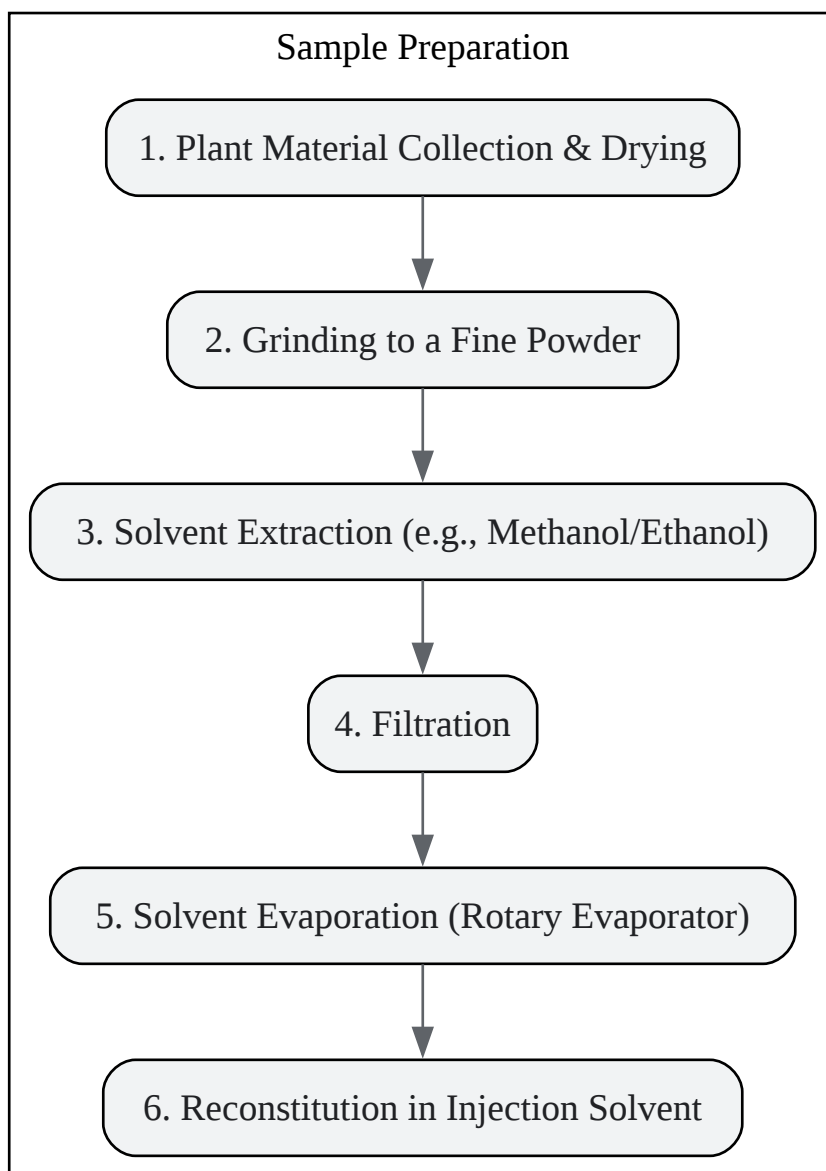 Sample Preparation
1. Plant Material Collection & Drying
2. Grinding to a Fine Powder
3. Solvent Extraction (e.g., Methanol/Ethanol)
4. Filtration
5. Solvent Evaporation (Rotary Evaporator)
6. Reconstitution in Injection Solvent